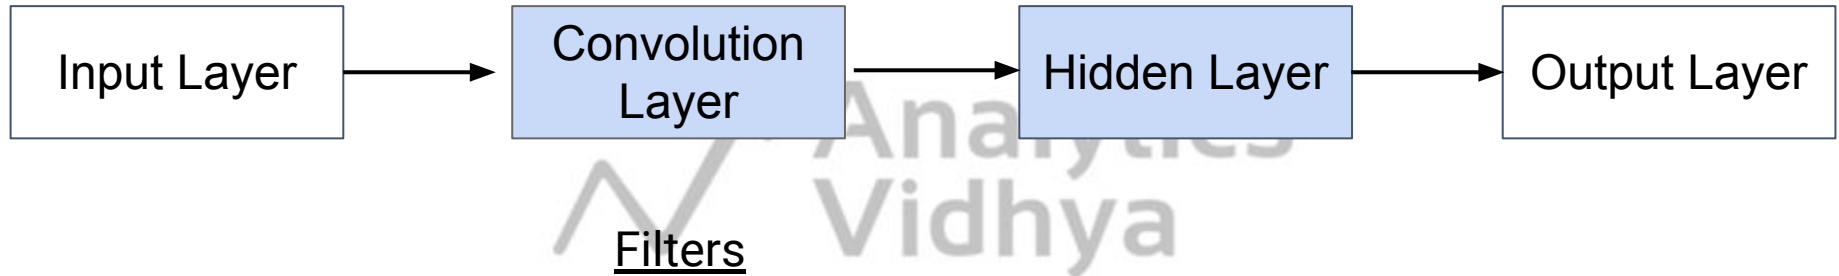 Input Layer
Convolution
Layer
Hidden Layer
Output Layer
Analytics
Vidhya
Filters